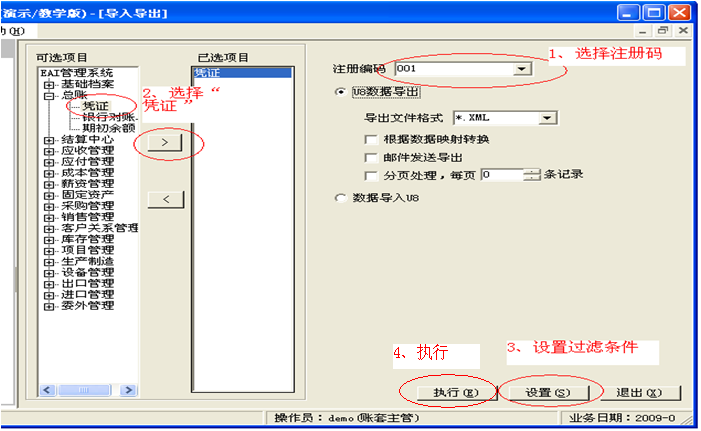 (演示/教学版) - [导入导出]
(H)
可选项目
已选项目
1、选择注册码
注册编码
001
EAI管理系统
基础档案
总账
凭证
银行对账.
期初余额
结算中心
应收管理
应付管理
成本管理
薪资管理
固定资产
采购管理
销售管理
客户关系管理
库存管理
项目管理
生产制造
设备管理
出口管理
进口管理
委外管理
2、选择“
凭证”
>
<
凭证
U8数据导出
导出文件格式
*.XML
根据数据映射转换
邮件发送导出
分页处理，每页
0
条记录
数据导入U8
4、执行
3、设置过滤条件
执行(E)
设置(S)
退出(X)
操作员：demo(账套主管)
业务日期：2009-0